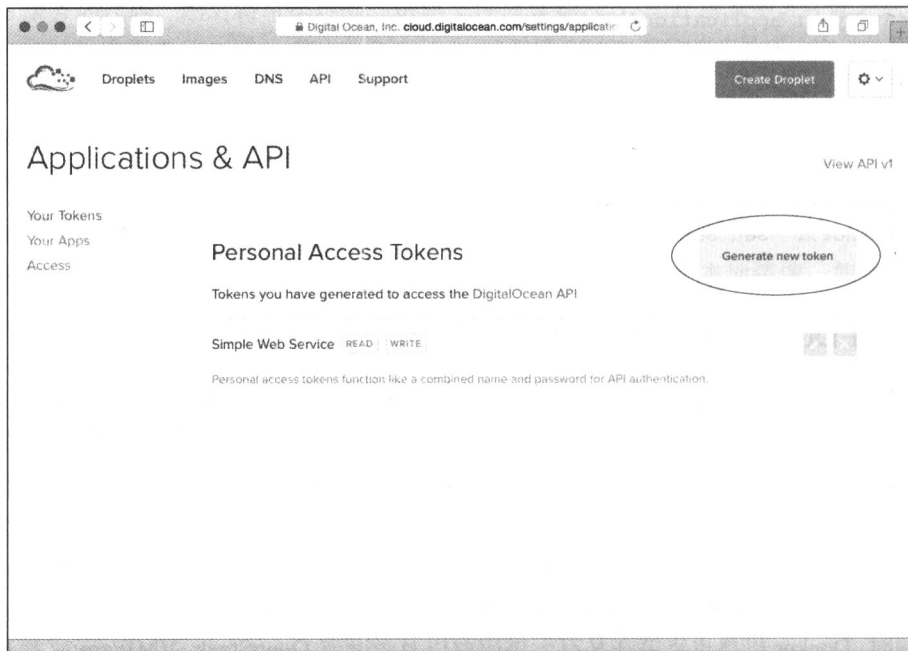 Digital Ocean, Inc. cloud.digitalocean.com/settings/applicati
Droplets Images DNS API Support Create Droplet
Applications & API View API v1
Your Tokens
Your Apps
Access
Personal Access Tokens Generate new token
Tokens you have generated to access the DigitalOcean API
Simple Web Service READ WRITE
Personal access tokens function like a combined name and password for API authentication.